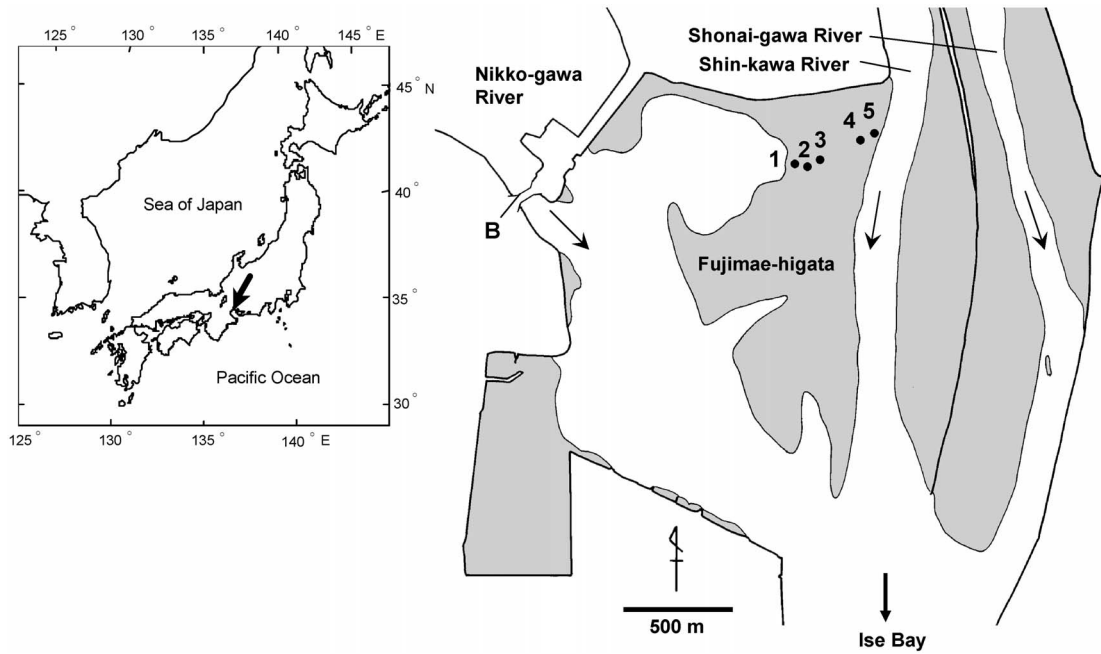 125° 130° 135° 140° 145° E
45° N
40°
35°
30°
125° 130° 135° 140° E
Sea of Japan
Pacific Ocean
Shonai-gawa River
Shin-kawa River
Nikko-gawa
River
1 2 3 4 5
B
Fujimae-higata
500 m
Ise Bay